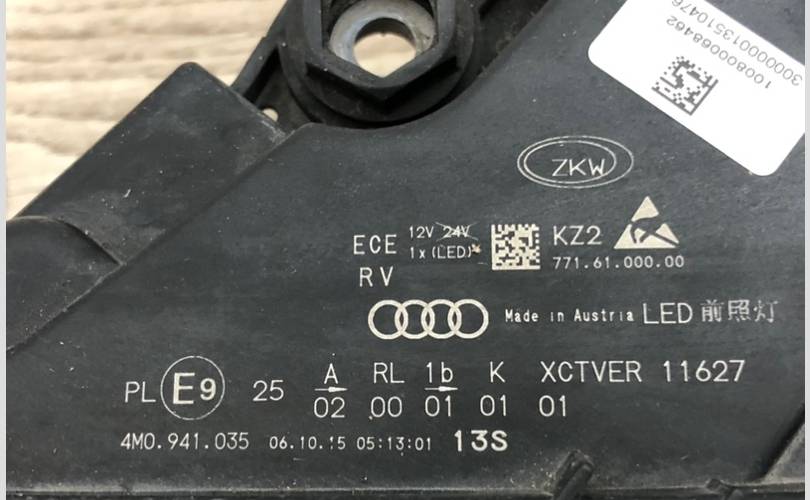 100800068462
3000000013510476
ZKW
ECE 12V 24V
1x (LED)
RV
KZ2
771.61.000.00
Made in Austria LED 前照灯
PL E9 25 A RL 1b K XCTVER 11627
02 00 01 01 01
4M0.941.035 06.10.15 05:13:01 13S